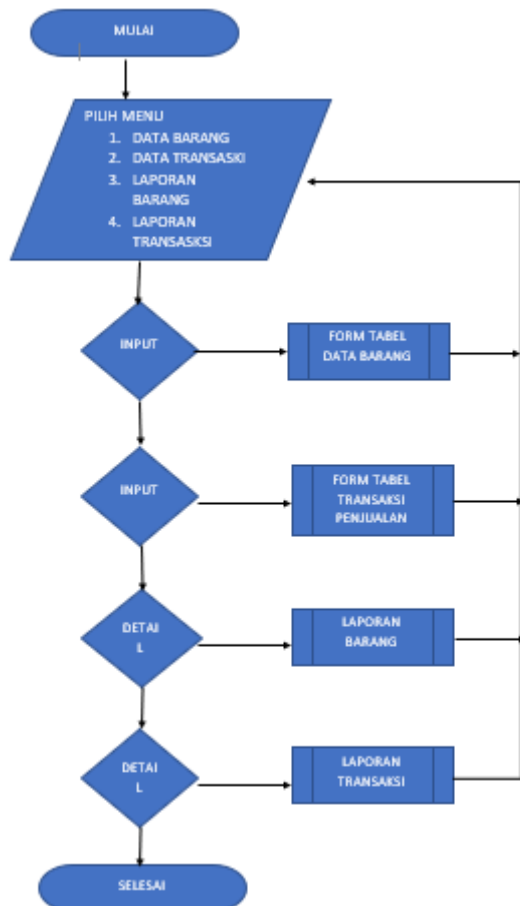 MULAI
PILIH MENU
1. DATA BARANG
2. DATA TRANSASKI
3. LAPORAN
BARANG
4. LAPORAN
TRANSASKSI
INPUT
FORM TABEL
DATA BARANG
INPUT
FORM TABEL
TRANSAKSI
PENJUALAN
DETAI
L
LAPORAN
BARANG
DETAI
L
LAPORAN
TRANSAKSI
SELESAI